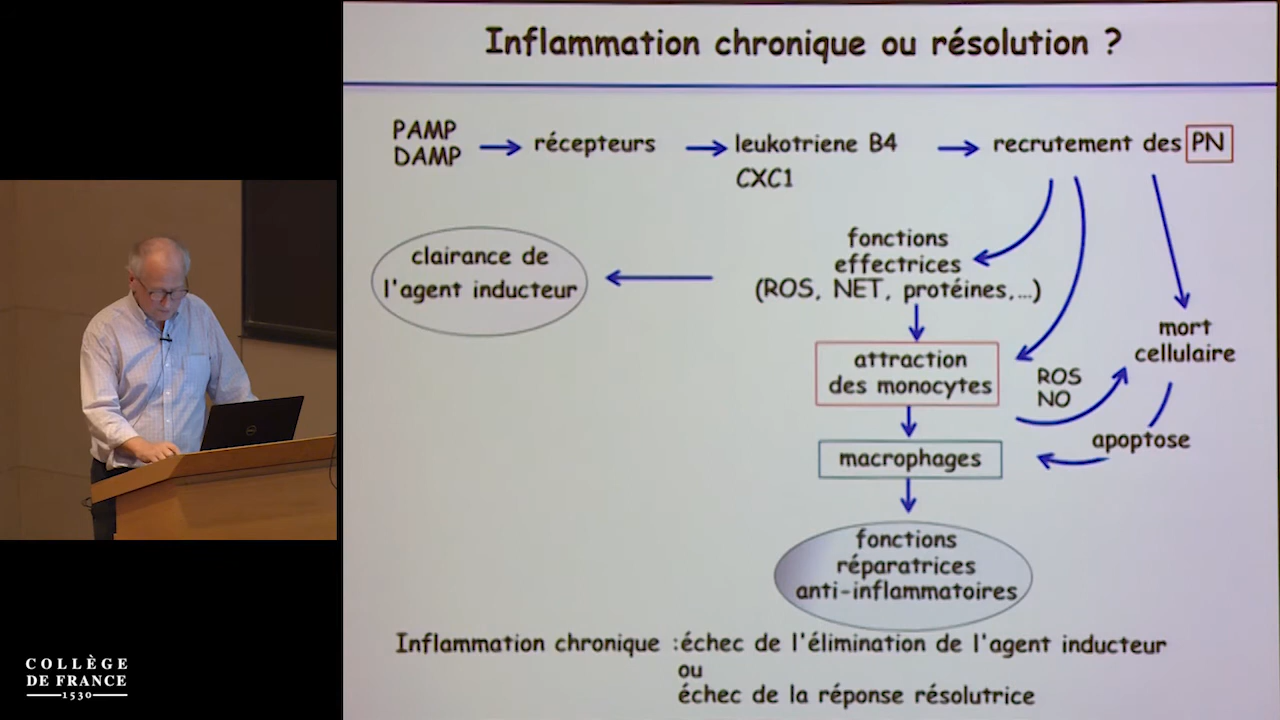 Inflammation chronique ou résolution ?
PAMP
DAMP
récepteurs
leukotriene B4
CXC1
recrutement des PN
clairance de
l'agent inducteur
fonctions
effectrices
(ROS, NET, protéines,...)
mort
cellulaire
attraction
des monocytes
ROS
NO
apoptose
macrophages
fonctions
réparatrices
anti-inflammatoires
Inflammation chronique :échec de l'élimination de l'agent inducteur
ou
échec de la réponse résolutrice
COLLÈGE
DE FRANCE
1530